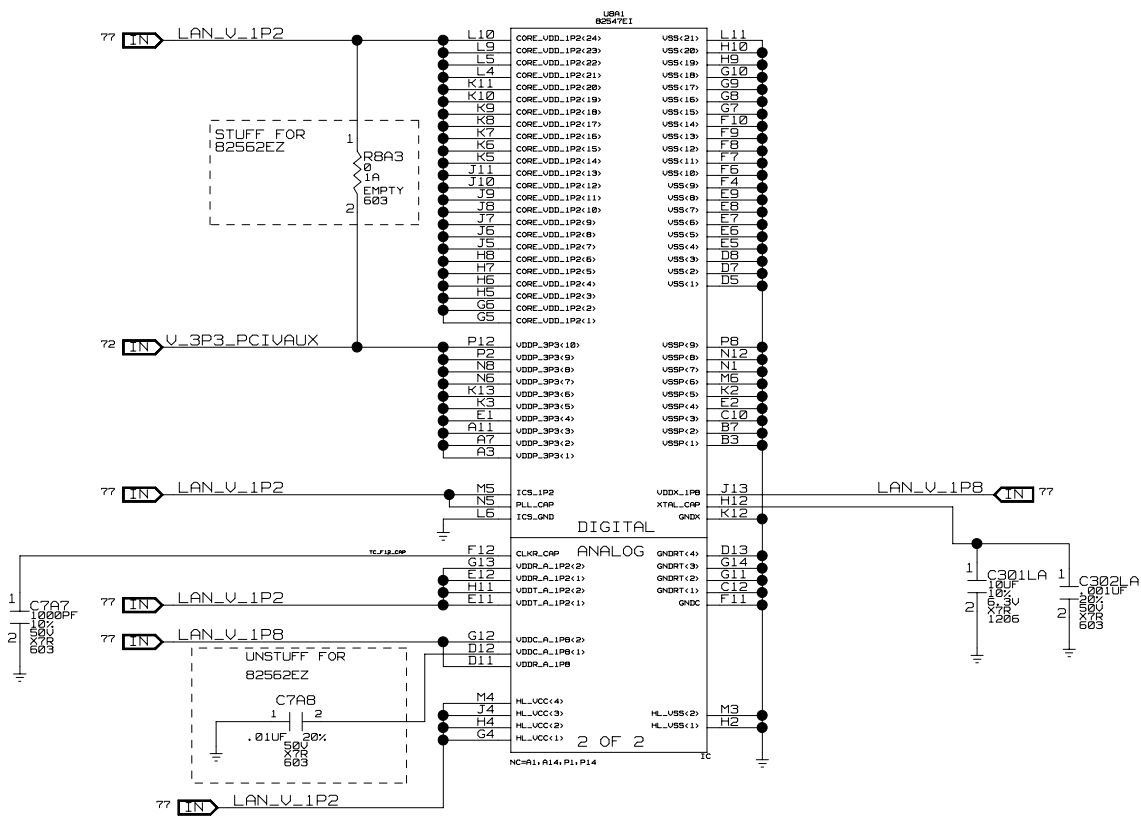 U8A1
82547EI
77 IN LAN_V_1P2
L10 CORE_VDD_1P2(24) VSS(21) L11
L9 CORE_VDD_1P2(23) VSS(20) H10
L5 CORE_VDD_1P2(22) VSS(19) H9
L4 CORE_VDD_1P2(21) VSS(18) G10
K11 CORE_VDD_1P2(20) VSS(17) G9
K10 CORE_VDD_1P2(19) VSS(16) G8
K9 CORE_VDD_1P2(18) VSS(15) G7
K8 CORE_VDD_1P2(17) VSS(14) F10
K7 CORE_VDD_1P2(16) VSS(13) F9
K6 CORE_VDD_1P2(15) VSS(12) F8
K5 CORE_VDD_1P2(14) VSS(11) F7
J11 CORE_VDD_1P2(13) VSS(10) F6
J10 CORE_VDD_1P2(12) VSS(9) F4
J9 CORE_VDD_1P2(11) VSS(8) E9
J8 CORE_VDD_1P2(10) VSS(7) E8
J7 CORE_VDD_1P2(9) VSS(6) E7
J6 CORE_VDD_1P2(8) VSS(5) E6
J5 CORE_VDD_1P2(7) VSS(4) E5
H8 CORE_VDD_1P2(6) VSS(3) D8
H7 CORE_VDD_1P2(5) VSS(2) D7
H6 CORE_VDD_1P2(4) VSS(1) D5
H5 CORE_VDD_1P2(3)
G6 CORE_VDD_1P2(2)
G5 CORE_VDD_1P2(1)
STUFF FOR
82562EZ
1
R8A3
0
1A
EMPTY
603
2
72 IN V_3P3_PCIVAUX
P12 VDDP_3P3(10) VSSP(9) P8
P2 VDDP_3P3(9) VSSP(8) N12
N8 VDDP_3P3(8) VSSP(7) N1
N6 VDDP_3P3(7) VSSP(6) M6
K13 VDDP_3P3(6) VSSP(5) K2
K3 VDDP_3P3(5) VSSP(4) E2
E1 VDDP_3P3(4) VSSP(3) C10
A11 VDDP_3P3(3) VSSP(2) B7
A7 VDDP_3P3(2) VSSP(1) B3
A3 VDDP_3P3(1)
77 IN LAN_V_1P2
M5 ICS_1P2 VDDX_1P8 J13
LAN_V_1P8 IN 77
N5 PLL_CAP XTAL_CAP H12
L6 ICS_GND GNDX K12
DIGITAL
ANALOG
TC_F12_CAP
F12 CLKR_CAP GNDRT(4) D13
G13 VDDR_A_1P2(2) GNDRT(3) G14
E12 VDDR_A_1P2(1) GNDRT(2) G11
H11 VDDT_A_1P2(2) GNDRT(1) C12
77 IN LAN_V_1P2
E11 VDDT_A_1P2(1) GNDC F11
1
C7A7
1000PF
10%
50V
X7R
603
2
1
C301LA
10UF
10%
6.3V
X7R
1206
2
1
C302LA
.001UF
20%
50V
X7R
603
2
77 IN LAN_V_1P8
G12 VDDC_A_1P8(2)
D12 VDDC_A_1P8(1)
D11 VDDR_A_1P8
UNSTUFF FOR
82562EZ
C7A8
1 2
.01UF 20%
50V
X7R
603
M4 HL_VCC(4)
J4 HL_VCC(3) HL_VSS(2) M3
H4 HL_VCC(2) HL_VSS(1) H2
G4 HL_VCC(1)
2 OF 2
IC
NC=A1,A14,P1,P14
77 IN LAN_V_1P2